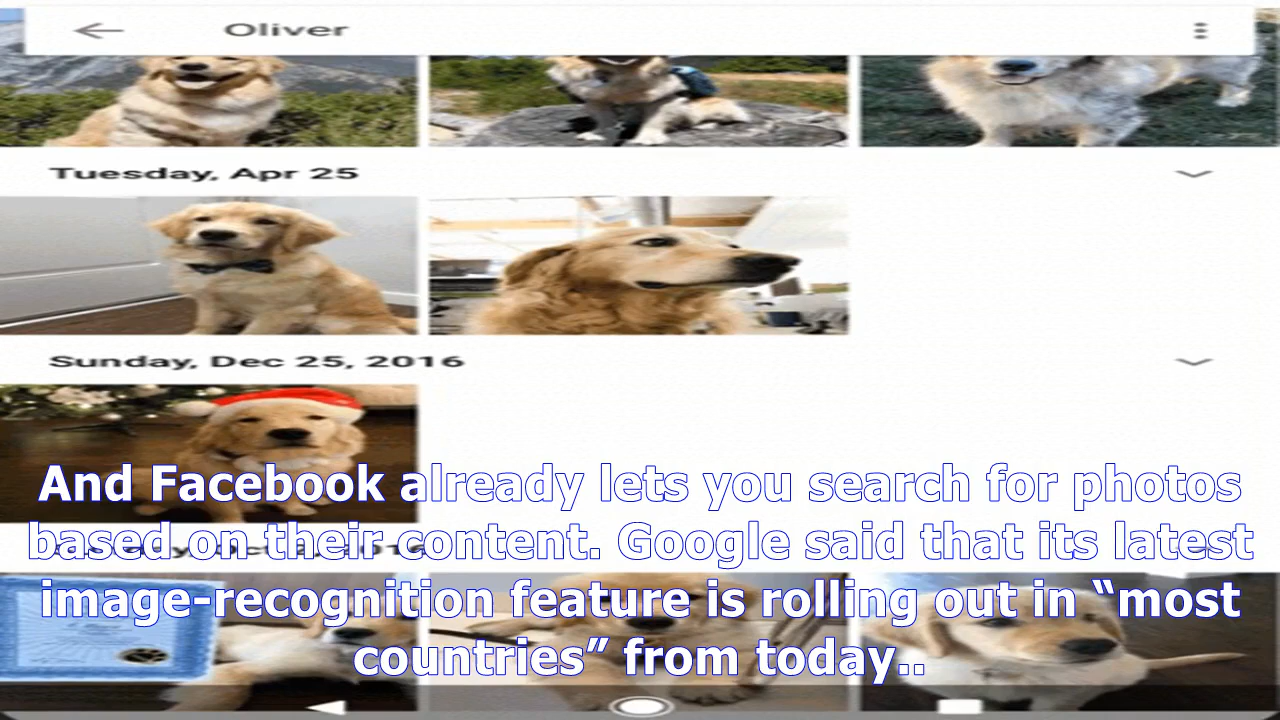 Oliver
Tuesday, Apr 25
Sunday, Dec 25, 2016
And Facebook already lets you search for photos
based on their content. Google said that its latest
image-recognition feature is rolling out in “most
countries” from today..